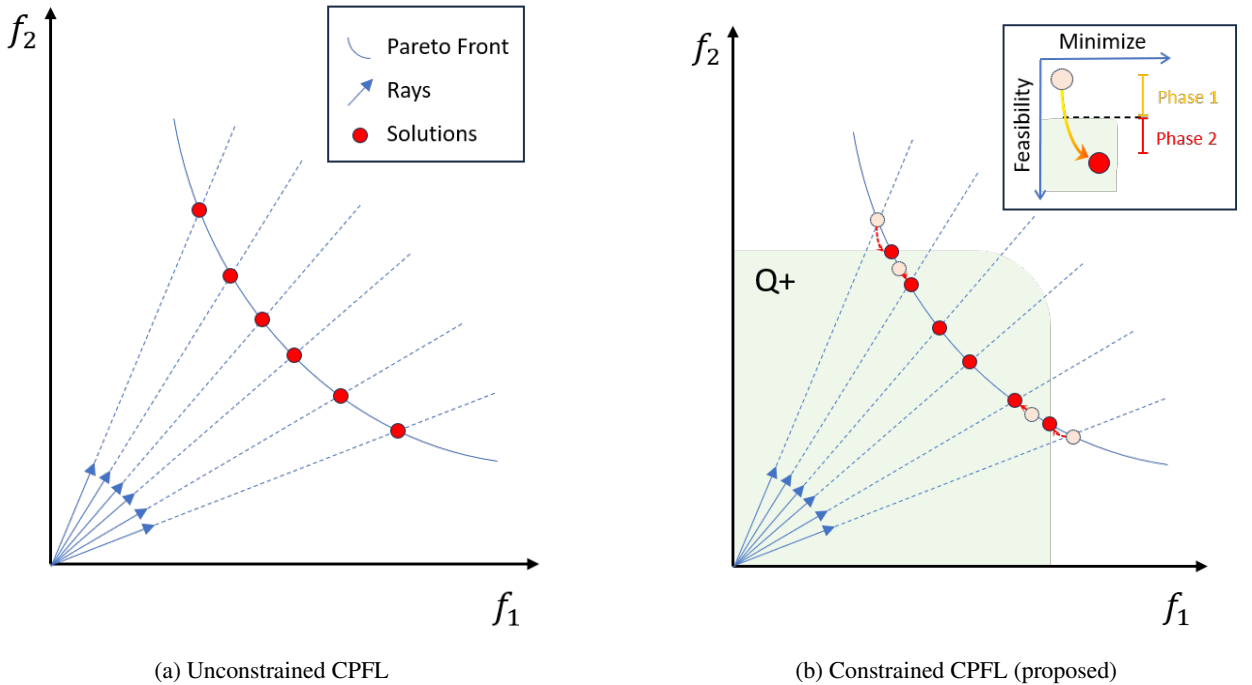 f₂
Pareto Front
Rays
Solutions
f₁
(a) Unconstrained CPFL
f₂
Minimize
Feasibility
Phase 1
Phase 2
Q+
f₁
(b) Constrained CPFL (proposed)